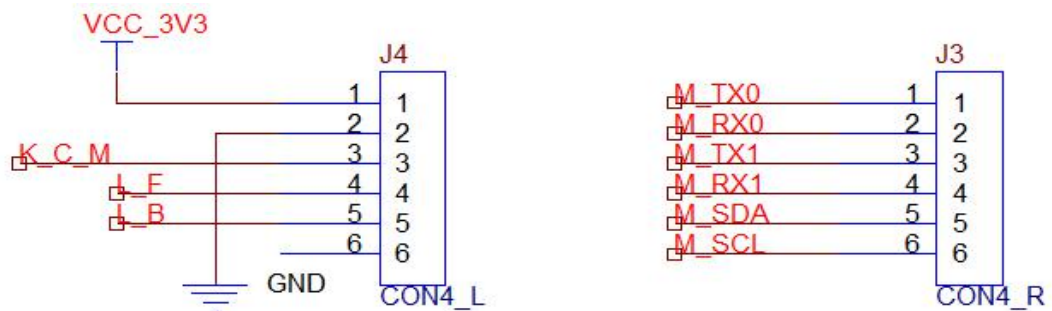 VCC_3V3
J4
1 1
2 2
K_C_M 3 3
L_F 4 4
L_B 5 5
6 6
GND
CON4_L
J3
M_TX0 1 1
M_RX0 2 2
M_TX1 3 3
M_RX1 4 4
M_SDA 5 5
M_SCL 6 6
CON4_R